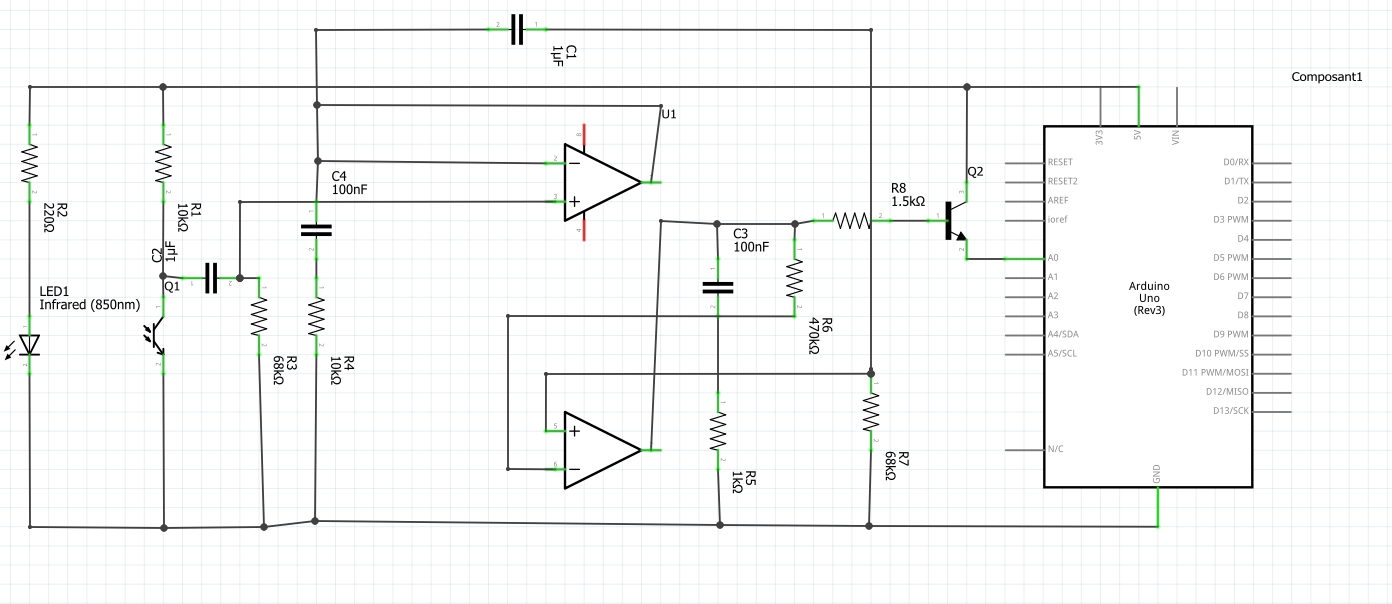 C1
1µF
Composant1
U1
C4
100nF
R2
220Ω
R1
10kΩ
C2
1µF
Q1
LED1
Infrared (850nm)
R3
68kΩ
R4
10kΩ
C3
100nF
R6
470kΩ
R8
1.5kΩ
Q2
R5
1kΩ
R7
68kΩ
3V3
5V
VIN
RESET
RESET2
AREF
ioref
A0
A1
A2
A3
A4/SDA
A5/SCL
N/C
Arduino
Uno
(Rev3)
D0/RX
D1/TX
D2
D3 PWM
D4
D5 PWM
D6 PWM
D7
D8
D9 PWM
D10 PWM/SS
D11 PWM/MOSI
D12/MISO
D13/SCK
GND